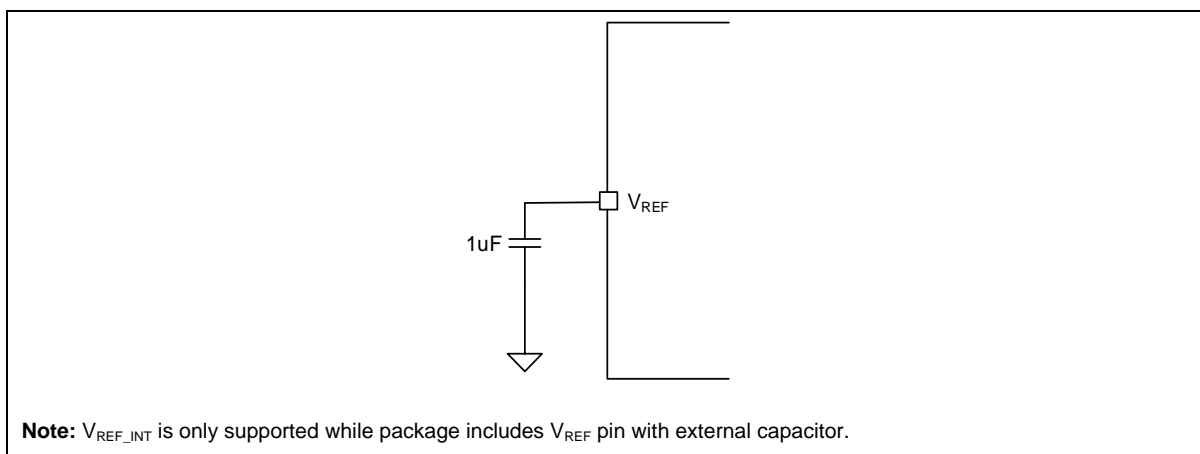 V_REF
1uF
Note: V_REF_INT is only supported while package includes V_REF pin with external capacitor.